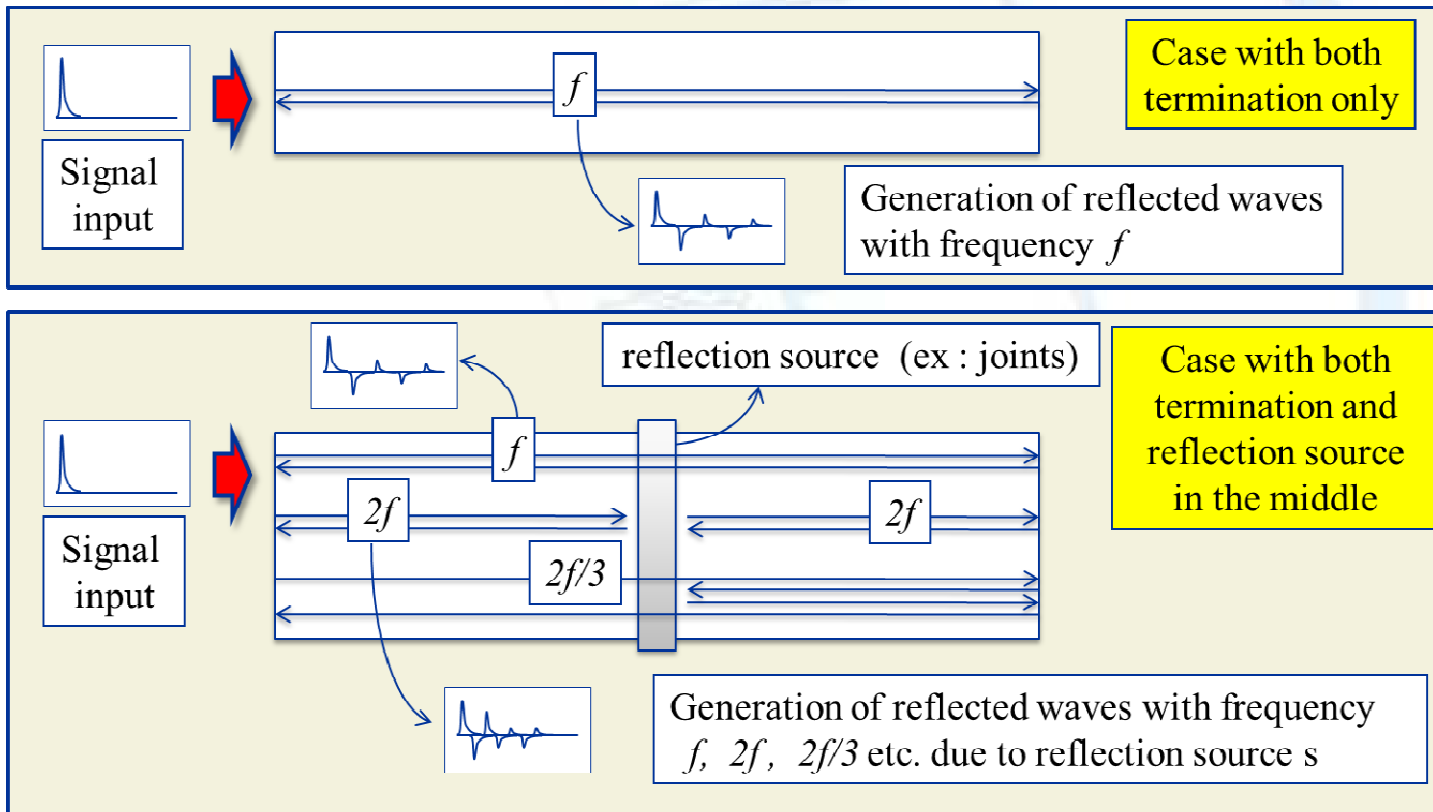 Case with both
termination only
f
Signal
input
Generation of reflected waves
with frequency f
reflection source (ex : joints)
Case with both
termination and
reflection source
in the middle
f
2f
2f
2f/3
Signal
input
Generation of reflected waves with frequency
f, 2f , 2f/3 etc. due to reflection source s